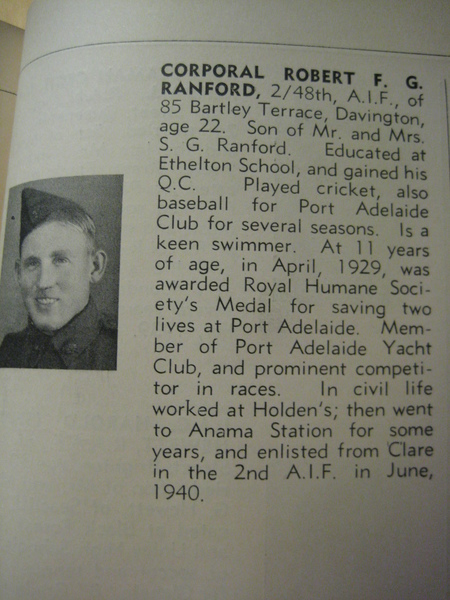 CORPORAL ROBERT F. G.
RANFORD, 2/48th, A.I.F., of
85 Bartley Terrace, Davington,
age 22. Son of Mr. and Mrs.
S. G. Ranford. Educated at
Ethelton School, and gained his
Q.C. Played cricket, also
baseball for Port Adelaide
Club for several seasons. Is a
keen swimmer. At 11 years
of age, in April, 1929, was
awarded Royal Humane Soci-
ety's Medal for saving two
lives at Port Adelaide. Mem-
ber of Port Adelaide Yacht
Club, and prominent competi-
tor in races. In civil life
worked at Holden's; then went
to Anama Station for some
years, and enlisted from Clare
in the 2nd A.I.F. in June,
1940.